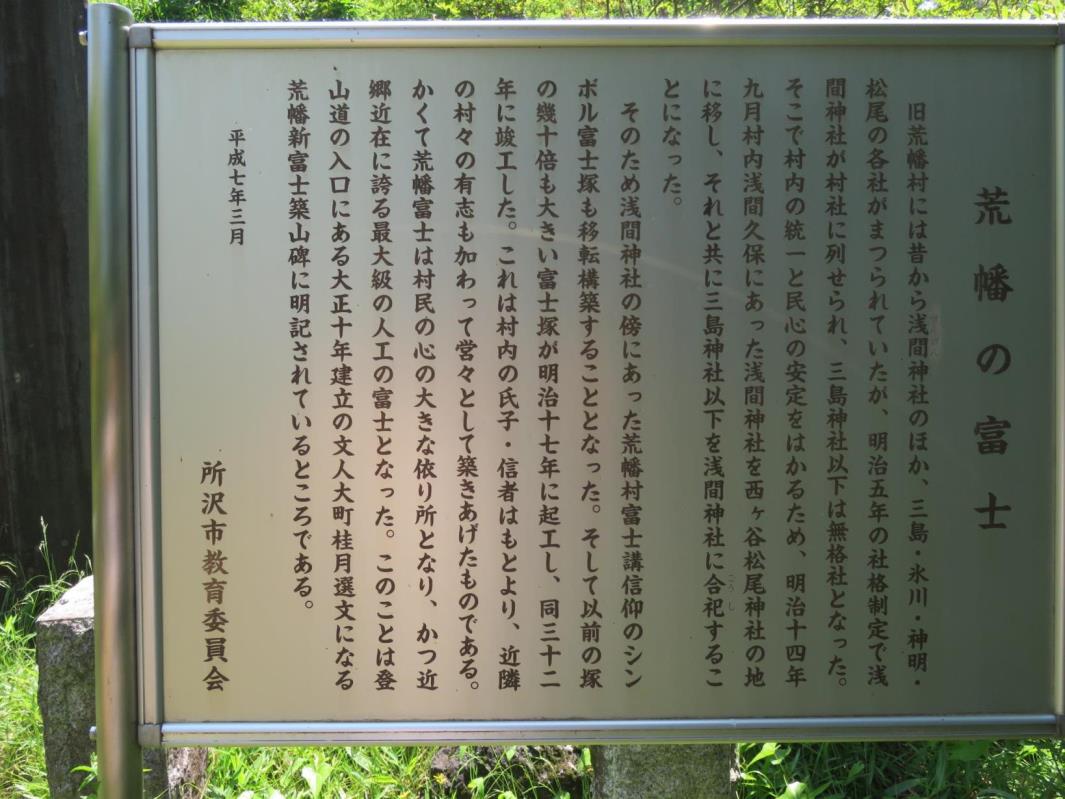 荒幡の富士
旧荒幡村には昔から浅間神社のほか、三島・氷川・神明・
松尾の各社がまつられていたが、明治五年の社格制定で浅
間神社が村社に列せられ、三島神社以下は無格社となった。
そこで村内の統一と民心の安定をはかるため、明治十四年
九月村内浅間久保にあった浅間神社を西ヶ谷松尾神社の地
に移し、それと共に三島神社以下を浅間神社に合祀するこ
とになった。
そのため浅間神社の傍にあった荒幡村富士講信仰のシン
ボル富士塚も移転構築することとなった。そして以前の塚
の幾十倍も大きい富士塚が明治十七年に起工し、同三十二
年に竣工した。これは村内の氏子・信者はもとより、近隣
の村々の有志も加わって営々として築きあげたものである。
かくて荒幡富士は村民の心の大きな依り所となり、かつ近
郷近在に誇る最大級の人工の富士となった。このことは登
山道の入口にある大正十年建立の文人大町桂月選文になる
荒幡新富士築山碑に明記されているところである。
平成七年三月
所沢市教育委員会